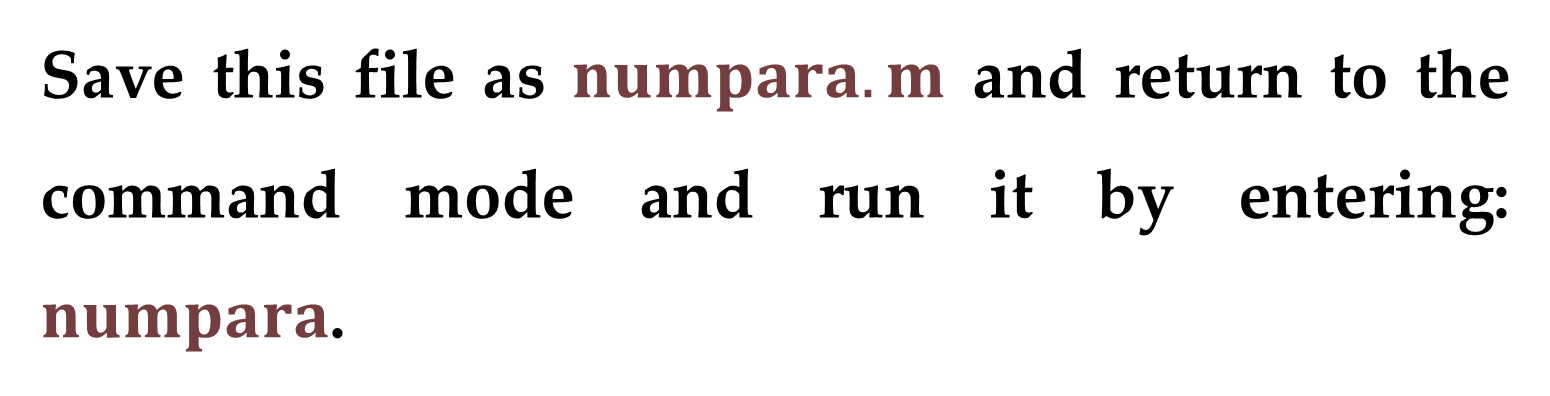 Save this file as numpara. m and return to the
command mode and run it by entering:
numpara.